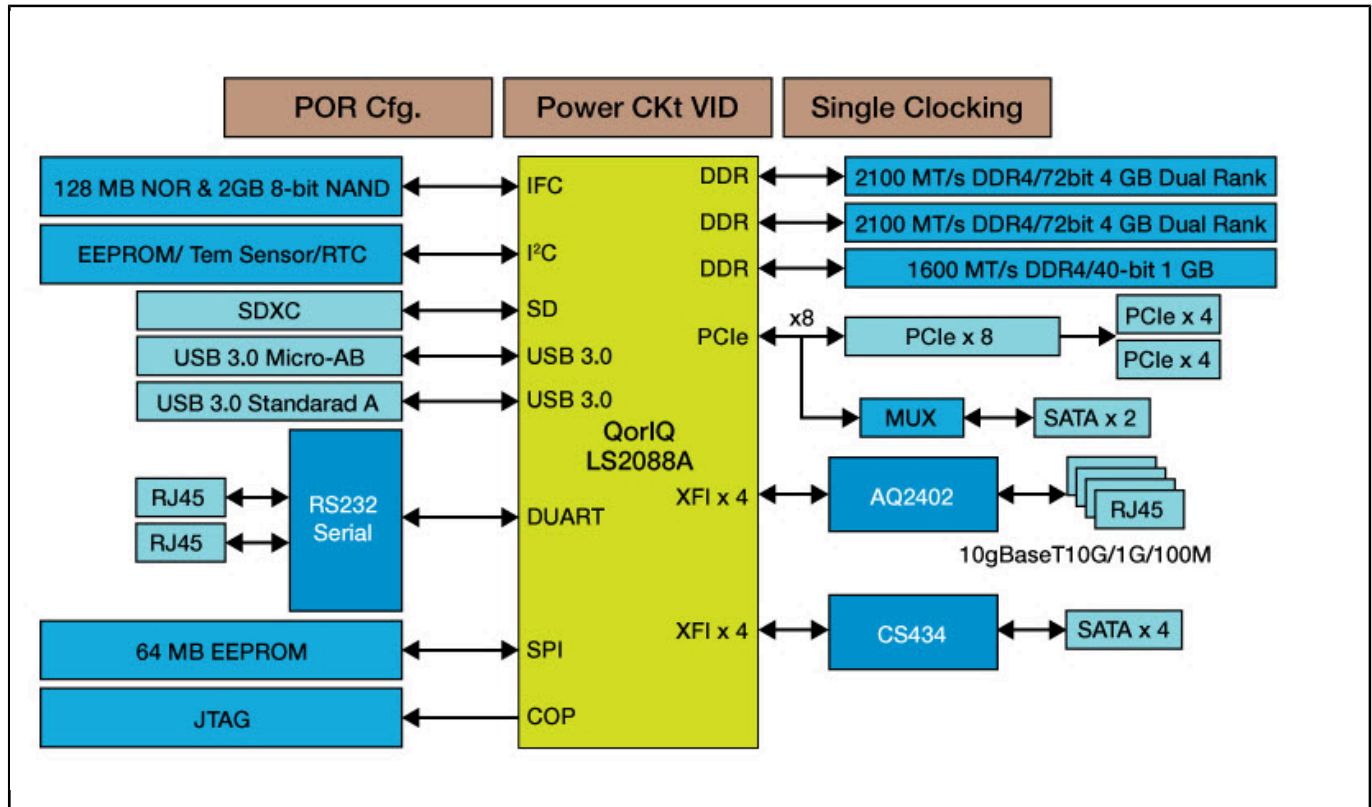 POR Cfg.
Power CKt VID
Single Clocking
128 MB NOR & 2GB 8-bit NAND
IFC
DDR
2100 MT/s DDR4/72bit 4 GB Dual Rank
DDR
2100 MT/s DDR4/72bit 4 GB Dual Rank
EEPROM/ Tem Sensor/RTC
I²C
DDR
1600 MT/s DDR4/40-bit 1 GB
SDXC
SD
PCIe
x8
PCIe x 8
PCIe x 4
PCIe x 4
USB 3.0 Micro-AB
USB 3.0
USB 3.0 Standarad A
USB 3.0
MUX
SATA x 2
QorIQ
LS2088A
RJ45
RJ45
RS232
Serial
DUART
XFI x 4
AQ2402
RJ45
10gBaseT10G/1G/100M
64 MB EEPROM
SPI
XFI x 4
CS434
SATA x 4
JTAG
COP